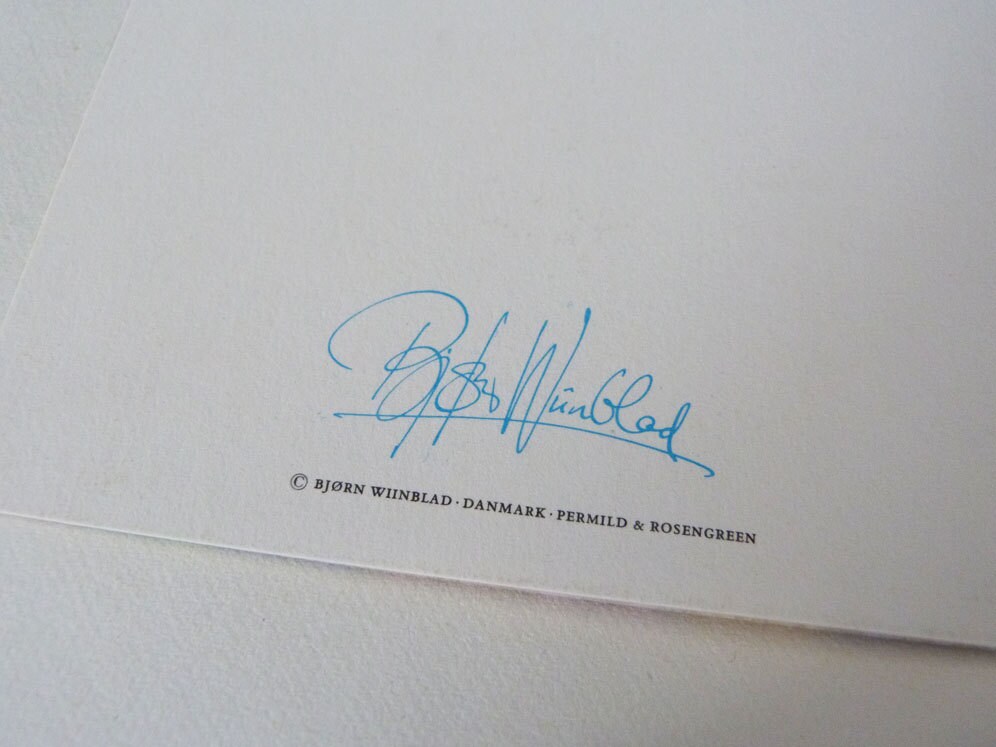 Bjørn Wiinblad
© BJØRN WIINBLAD · DANMARK · PERMILD & ROSENGREEN